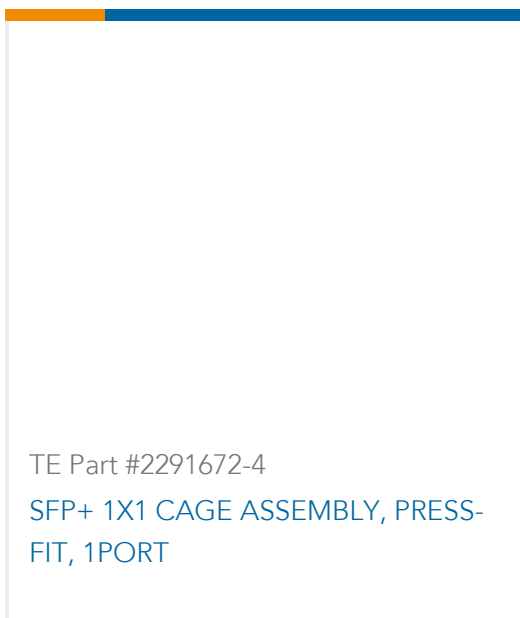 TE Part #2291672-4
SFP+ 1X1 CAGE ASSEMBLY, PRESS-
FIT, 1PORT